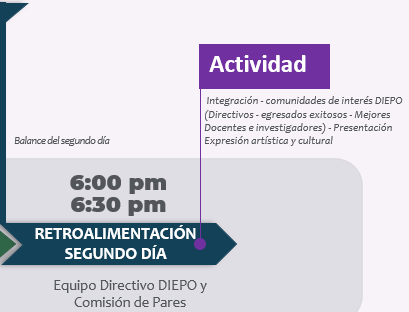 Actividad
Integración - comunidades de interés DIEPO
(Directivos - egresados exitosos - Mejores
Docentes e investigadores) - Presentación
Expresión artística y cultural
Balance del segundo día
6:00 pm
6:30 pm
RETROALIMENTACIÓN
SEGUNDO DÍA
Equipo Directivo DIEPO y
Comisión de Pares